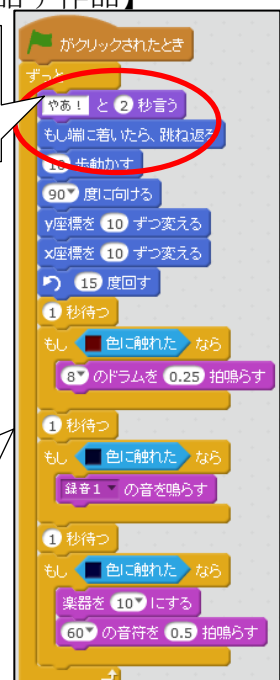 がクリックされたとき
ずっと
やあ！ と 2 秒言う
もし端に着いたら、跳ね返る
10 歩動かす
90 度に向ける
y座標を 10 ずつ変える
x座標を 10 ずつ変える
15 度回す
1 秒待つ
もし 色に触れた なら
8 のドラムを 0.25 拍鳴らす
1 秒待つ
もし 色に触れた なら
録音1 の音を鳴らす
1 秒待つ
もし 色に触れた なら
楽器を 10 にする
60 の音符を 0.5 拍鳴らす